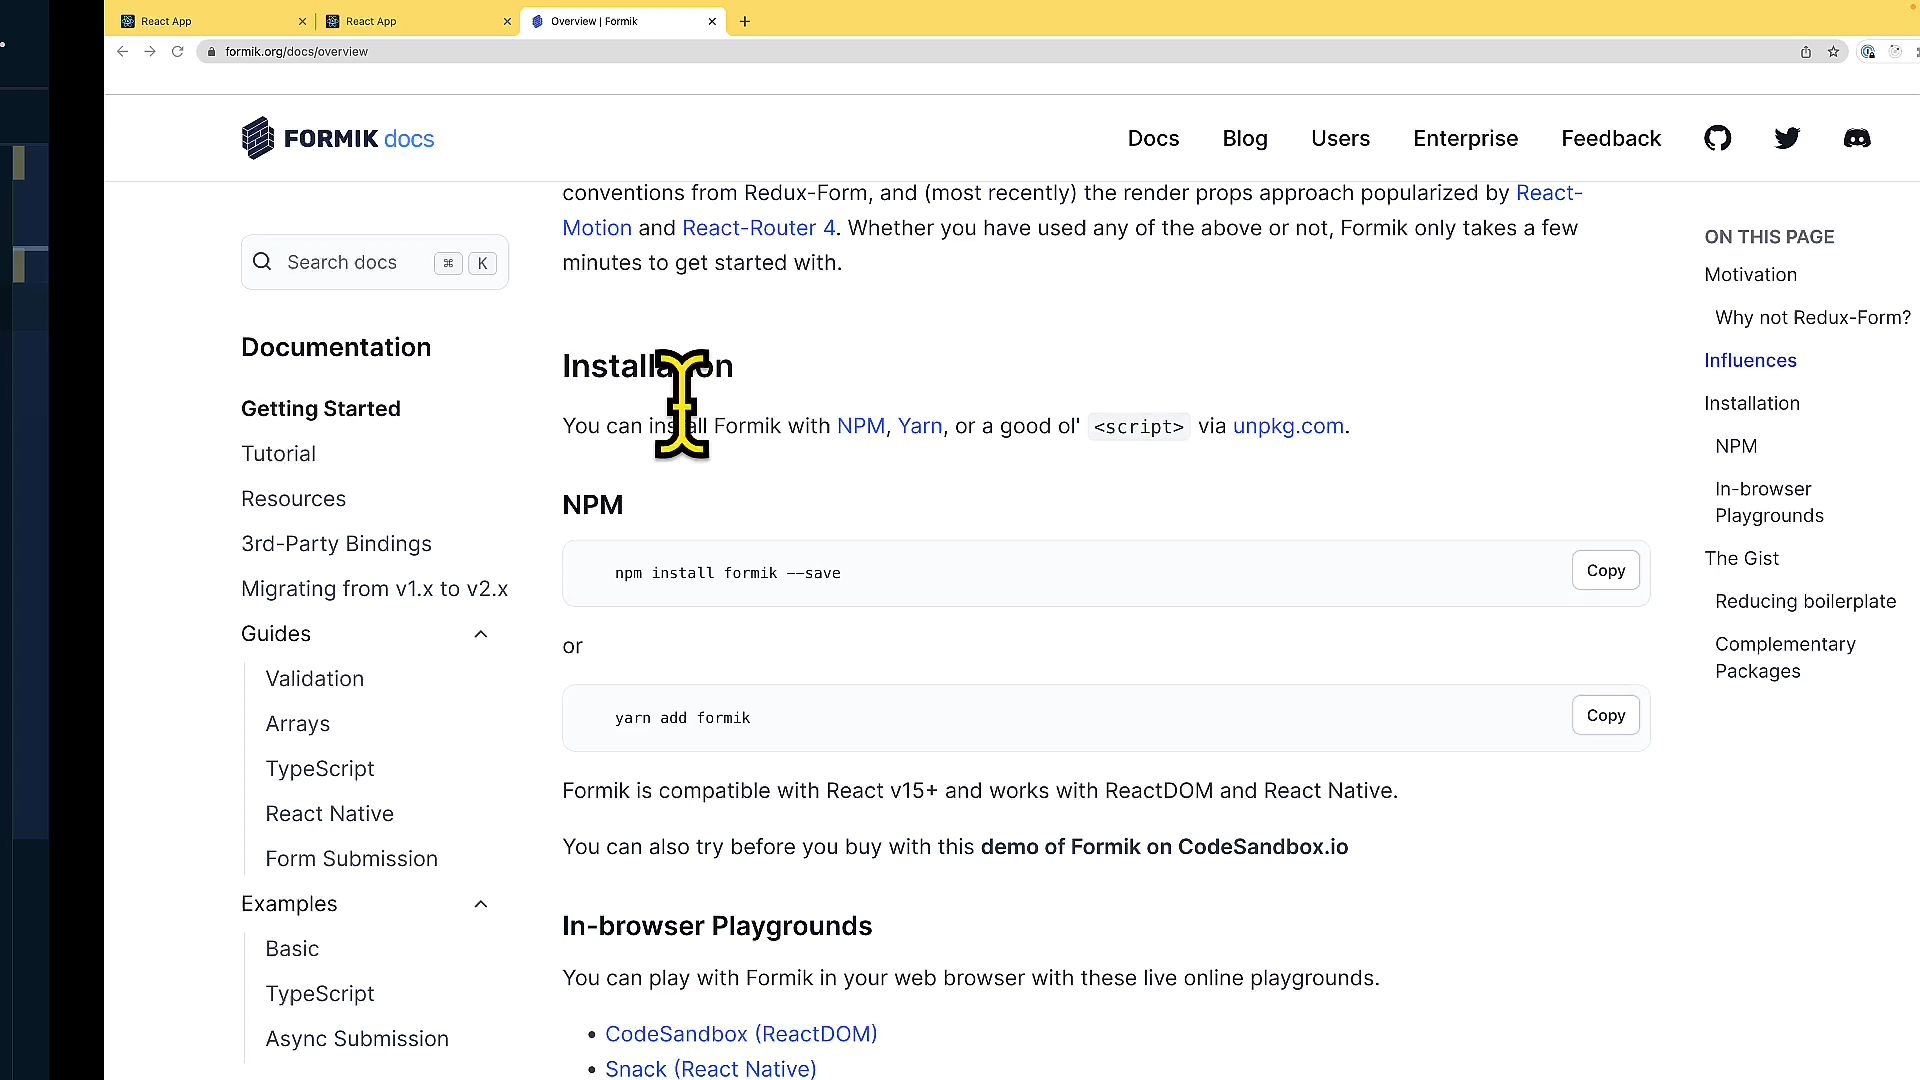 React App
React App
Overview | Formik
formik.org/docs/overview
FORMIK docs
Docs
Blog
Users
Enterprise
Feedback
Search docs
⌘ K
Documentation
Getting Started
Tutorial
Resources
3rd-Party Bindings
Migrating from v1.x to v2.x
Guides
Validation
Arrays
TypeScript
React Native
Form Submission
Examples
Basic
TypeScript
Async Submission
conventions from Redux-Form, and (most recently) the render props approach popularized by React-
Motion and React-Router 4. Whether you have used any of the above or not, Formik only takes a few
minutes to get started with.
Installation
You can install Formik with NPM, Yarn, or a good ol' <script> via unpkg.com.
NPM
npm install formik --save
Copy
or
yarn add formik
Copy
Formik is compatible with React v15+ and works with ReactDOM and React Native.
You can also try before you buy with this demo of Formik on CodeSandbox.io
In-browser Playgrounds
You can play with Formik in your web browser with these live online playgrounds.
• CodeSandbox (ReactDOM)
• Snack (React Native)
ON THIS PAGE
Motivation
Why not Redux-Form?
Influences
Installation
NPM
In-browser
Playgrounds
The Gist
Reducing boilerplate
Complementary
Packages